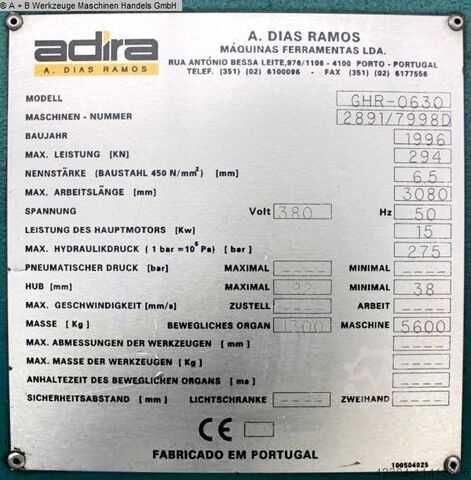 © A + B Werkzeuge Maschinen Handels GmbH
adira
A. DIAS RAMOS
A. DIAS RAMOS
MÁQUINAS FERRAMENTAS LDA.
RUA ANTÓNIO BESSA LEITE,976/1106 - 4100 PORTO - PORTUGAL
TELEF. (351) (02) 6100096 - FAX (351) (02) 6177556
MODELL GHR-0630
MASCHINEN - NUMMER 2891/7998D
BAUJAHR 1996
MAX. LEISTUNG [KN] 294
NENNSTÄRKE (BAUSTAHL 450 N/mm²) [mm] 6.5
MAX. ARBEITSLÄNGE [mm] 3080
SPANNUNG Volt 380 Hz 50
LEISTUNG DES HAUPTMOTORS [Kw] 15
MAX. HYDRAULIKDRUCK ( 1 bar =10⁵ Pa) [ bar] 275
PNEUMATISCHER DRUCK [bar] MAXIMAL ---- MINIMAL ----
HUB [mm] MAXIMAL MINIMAL 38
MAX. GESCHWINDIGKEIT [mm/s] ZUSTELL ---- ARBEIT ----
MASSE [ Kg] BEWEGLICHES ORGAN 1300 MASCHINE 5600
MAX. ABMESSUNGEN DER WERKZEUGEN [ mm ] ----
MAX. MASSE DER WERKZEUGEN [ Kg ] ----
ANHALTEZEIT DES BEWEGLICHEN ORGANS [ ms ] ----
SICHERHEITSABSTAND [ mm ] LICHTSCHRANKE ---- ZWEIHAND ----
CE
FABRICADO EM PORTUGAL
100504025